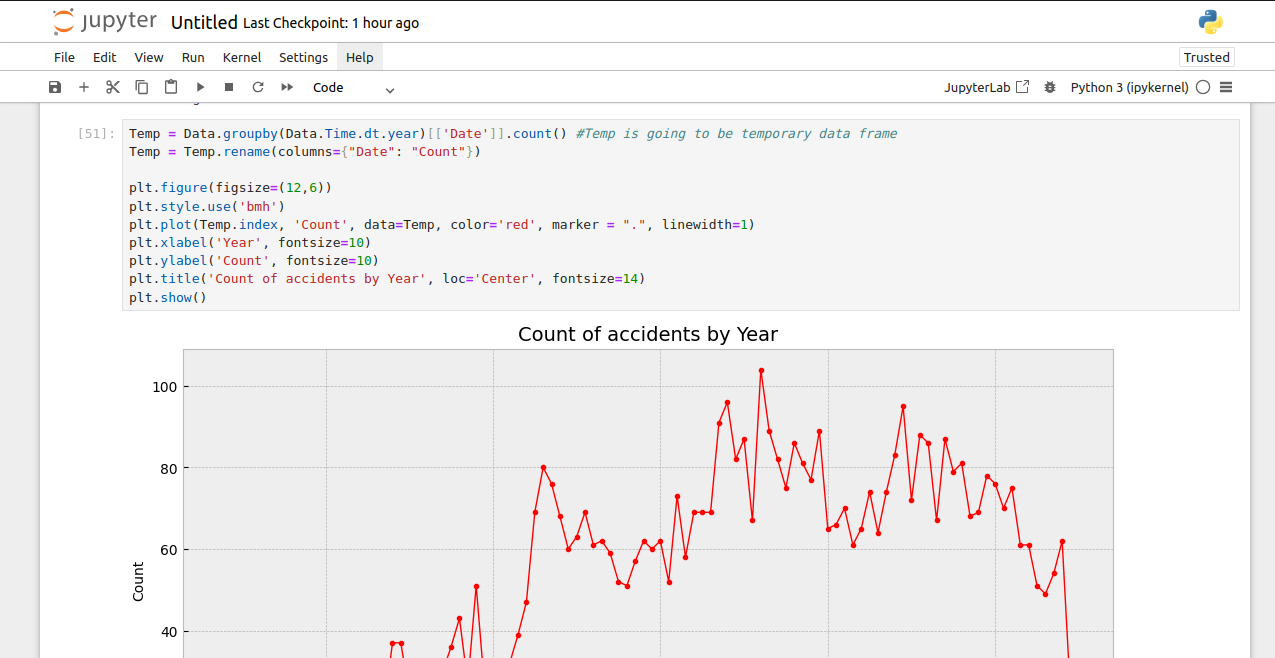 jupyter Untitled Last Checkpoint: 1 hour ago
File Edit View Run Kernel Settings Help Trusted
Code JupyterLab Python 3 (ipykernel)
[51]: Temp = Data.groupby(Data.Time.dt.year)[['Date']].count() #Temp is going to be temporary data frame
Temp = Temp.rename(columns={"Date": "Count"})
plt.figure(figsize=(12,6))
plt.style.use('bmh')
plt.plot(Temp.index, 'Count', data=Temp, color='red', marker = ".", linewidth=1)
plt.xlabel('Year', fontsize=10)
plt.ylabel('Count', fontsize=10)
plt.title('Count of accidents by Year', loc='Center', fontsize=14)
plt.show()
Count of accidents by Year
100
80
60
Count
40